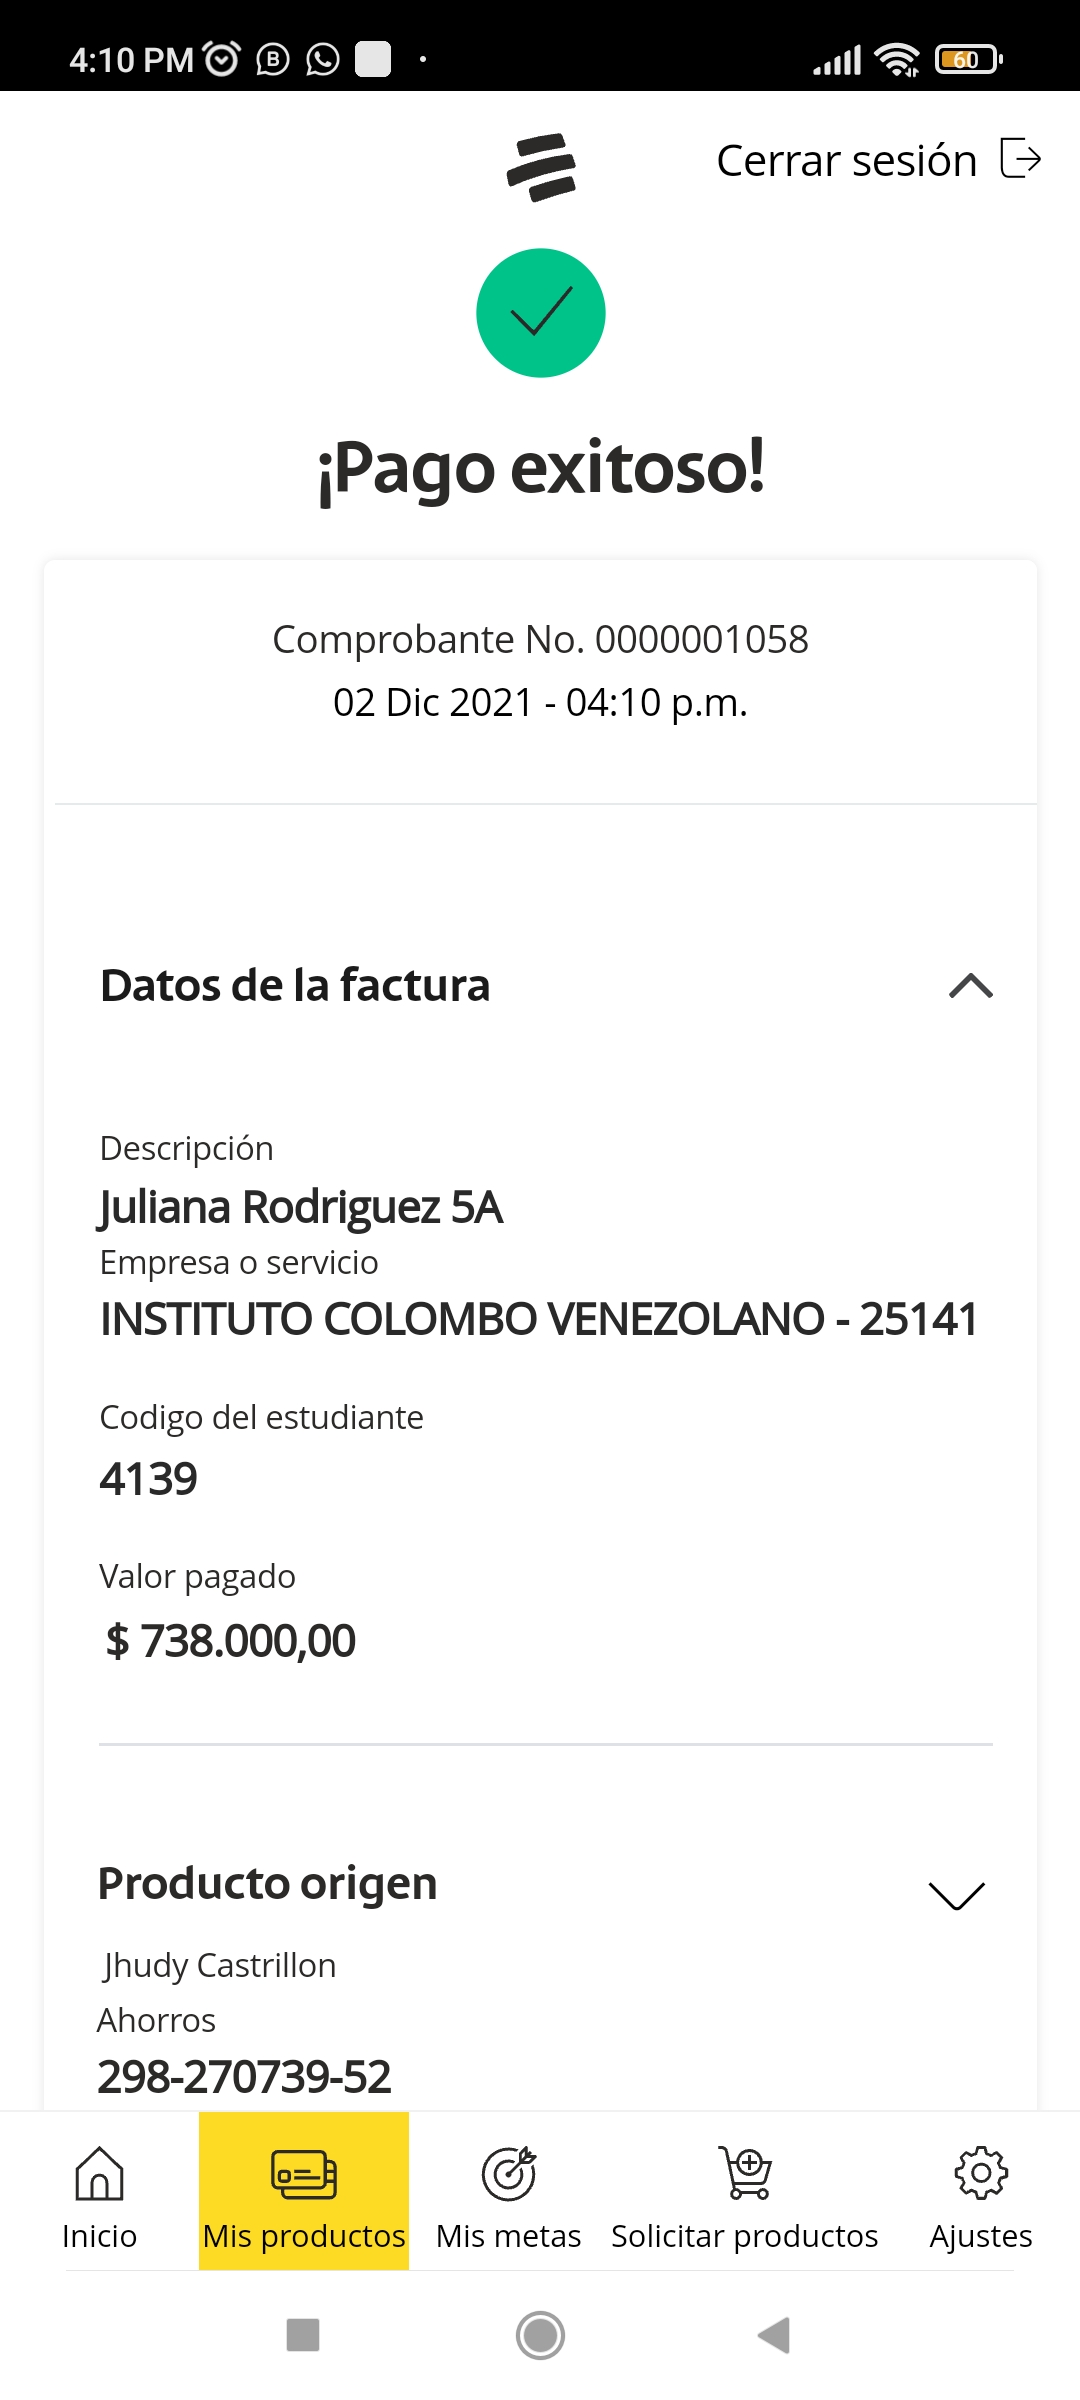 4:10 PM
60
Cerrar sesión
¡Pago exitoso!
Comprobante No. 0000001058
02 Dic 2021 - 04:10 p.m.
Datos de la factura
Descripción
Juliana Rodriguez 5A
Empresa o servicio
INSTITUTO COLOMBO VENEZOLANO - 25141
Codigo del estudiante
4139
Valor pagado
$ 738.000,00
Producto origen
Jhudy Castrillon
Ahorros
298-270739-52
Inicio
Mis productos
Mis metas
Solicitar productos
Ajustes